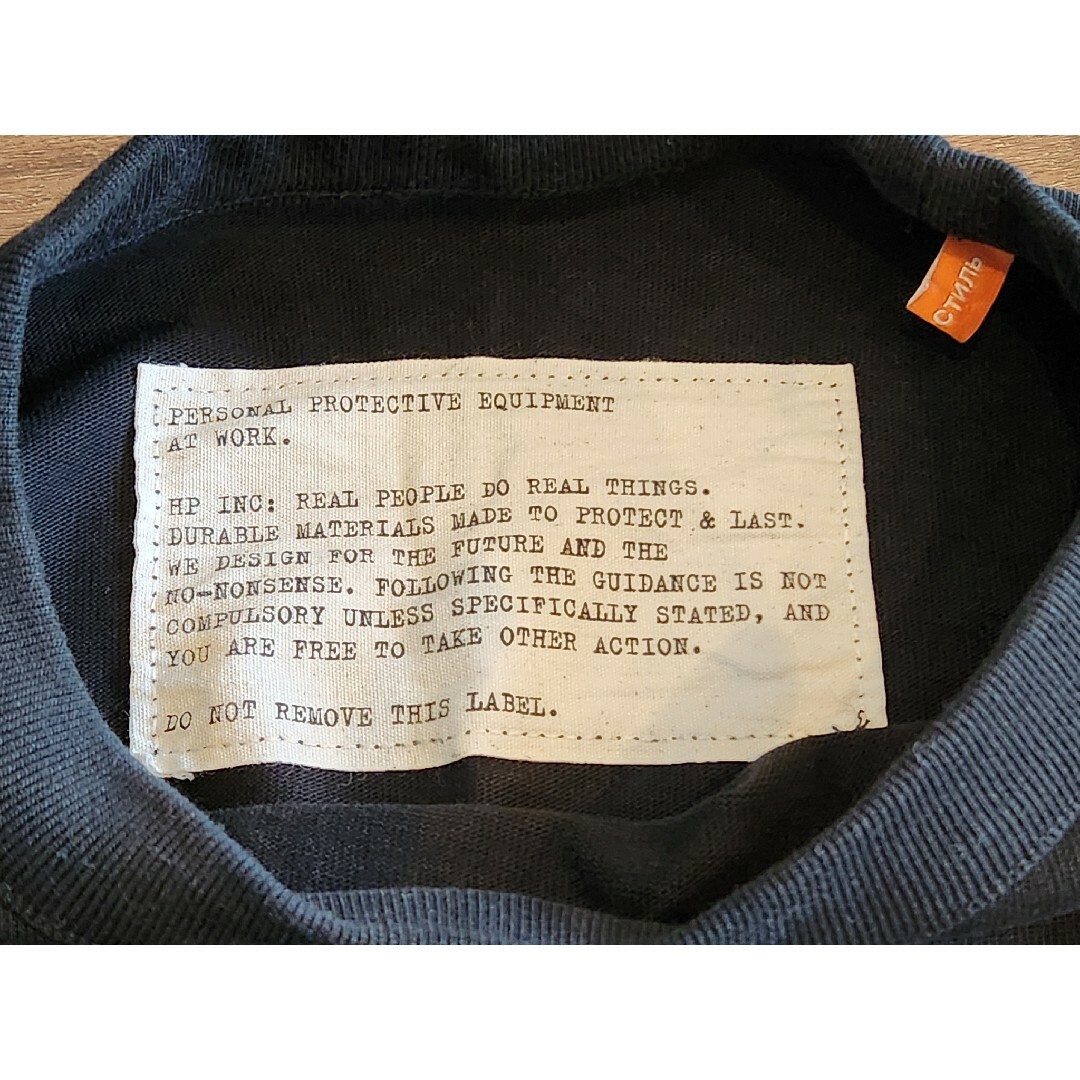 СТИЛЬ
PERSONAL PROTECTIVE EQUIPMENT
AT WORK.
HP INC: REAL PEOPLE DO REAL THINGS.
DURABLE MATERIALS MADE TO PROTECT & LAST.
WE DESIGN FOR THE FUTURE AND THE
NO-NONSENSE. FOLLOWING THE GUIDANCE IS NOT
COMPULSORY UNLESS SPECIFICALLY STATED, AND
YOU ARE FREE TO TAKE OTHER ACTION.
DO NOT REMOVE THIS LABEL.